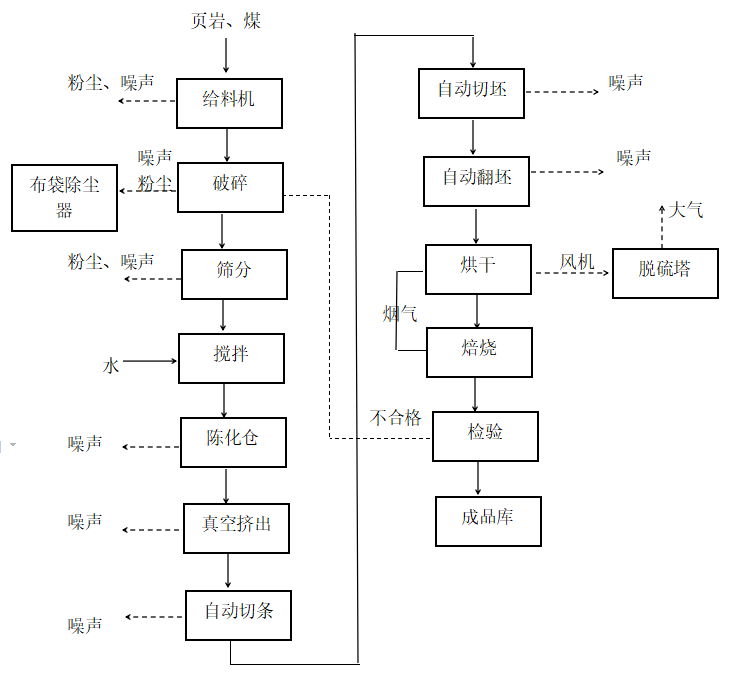 页岩、煤
粉尘、噪声
给料机
噪声
粉尘
布袋除尘
器
破碎
粉尘、噪声
筛分
水
搅拌
噪声
陈化仓
噪声
真空挤出
噪声
自动切条
自动切坯
噪声
自动翻坯
噪声
大气
烘干
风机
脱硫塔
烟气
焙烧
不合格
检验
成品库